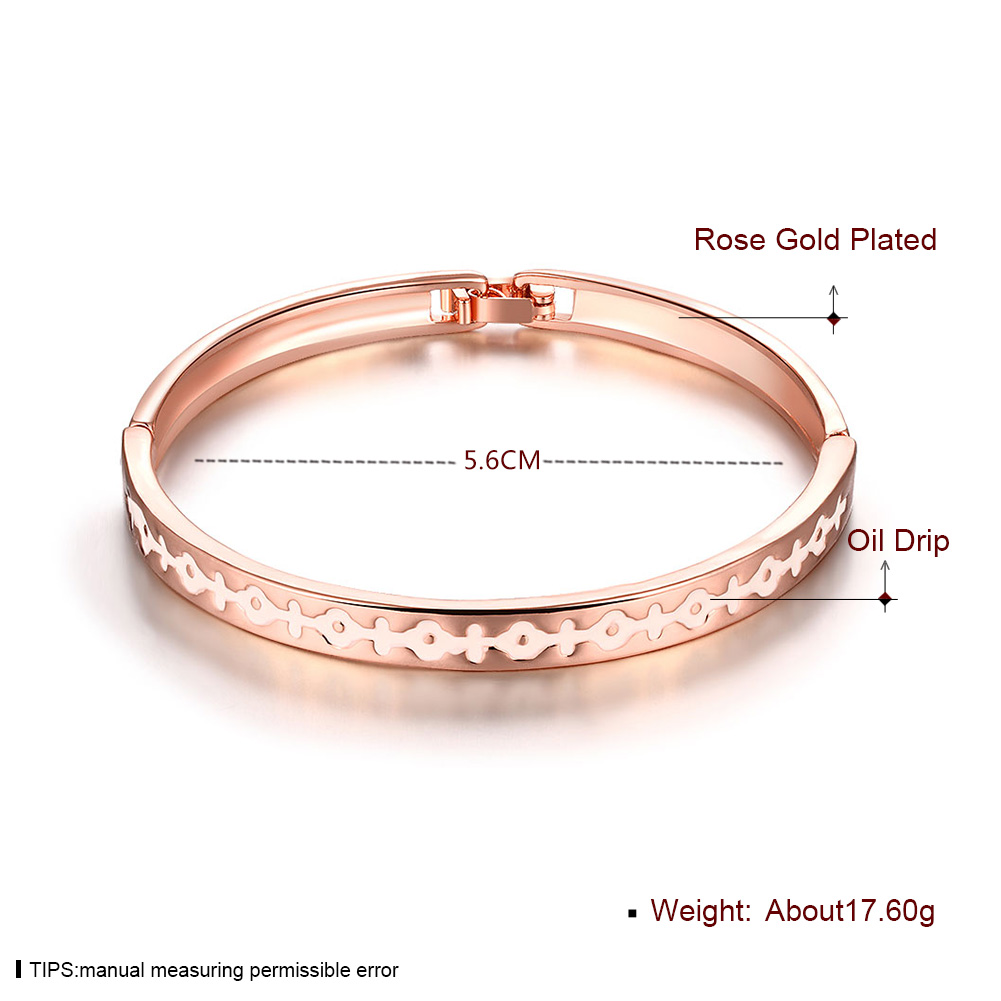 Rose Gold Plated
5.6CM
Oil Drip
▪ Weight: About17.60g
TIPS:manual measuring permissible error